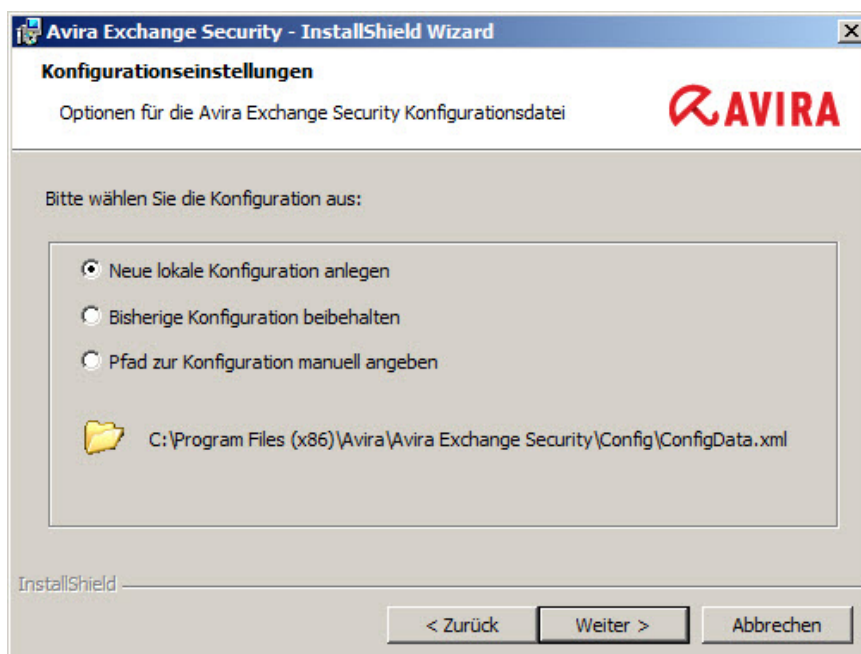 Avira Exchange Security - InstallShield Wizard
Konfigurationseinstellungen
Optionen für die Avira Exchange Security Konfigurationsdatei
AVIRA
Bitte wählen Sie die Konfiguration aus:
Neue lokale Konfiguration anlegen
Bisherige Konfiguration beibehalten
Pfad zur Konfiguration manuell angeben
C:\Program Files (x86)\Avira\Avira Exchange Security\Config\ConfigData.xml
InstallShield
< Zurück
Weiter >
Abbrechen